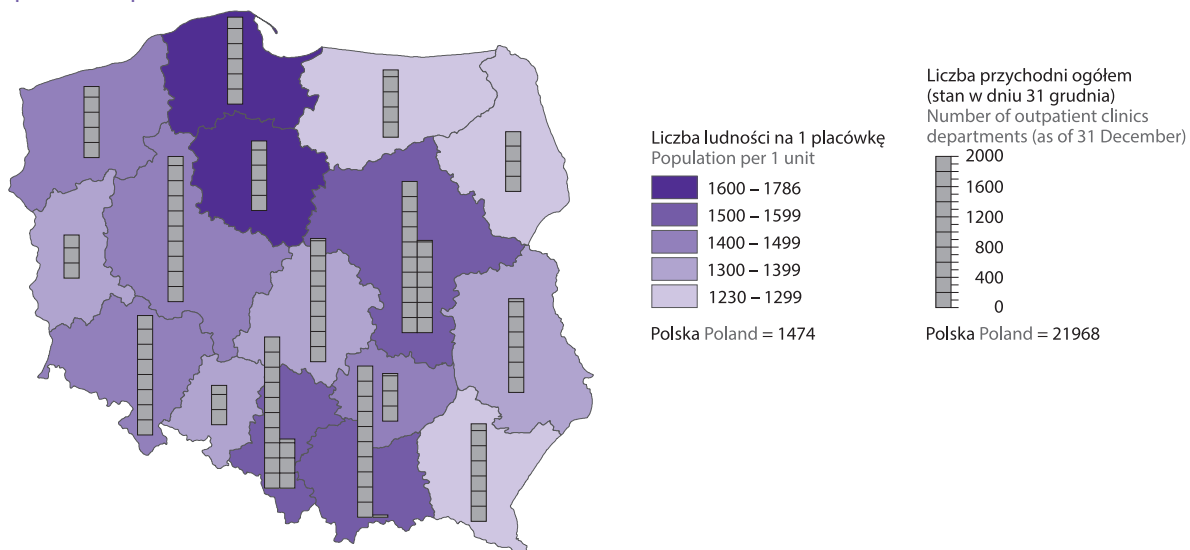 Liczba ludności na 1 placówkę
Population per 1 unit
1600 – 1786
1500 – 1599
1400 – 1499
1300 – 1399
1230 – 1299
Polska Poland = 1474
Liczba przychodni ogółem
(stan w dniu 31 grudnia)
Number of outpatient clinics
departments (as of 31 December)
2000
1600
1200
800
400
0
Polska Poland = 21968